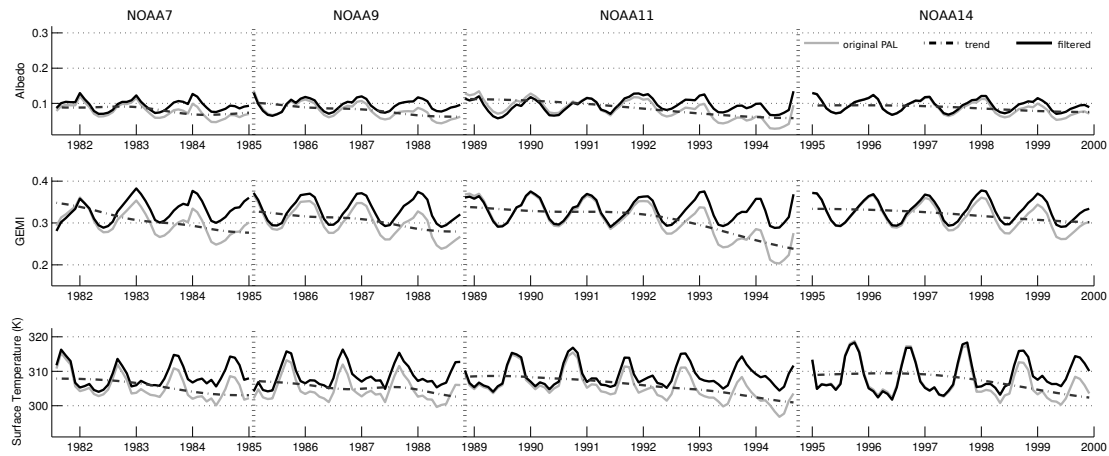 NOAA7 NOAA9 NOAA11 NOAA14
original PAL trend filtered
Albedo
0.3
0.2
0.1
1982 1983 1984 1985 1986 1987 1988 1989 1990 1991 1992 1993 1994 1995 1996 1997 1998 1999 2000
GEMI
0.4
0.3
0.2
1982 1983 1984 1985 1986 1987 1988 1989 1990 1991 1992 1993 1994 1995 1996 1997 1998 1999 2000
Surface Temperature (K)
320
310
300
1982 1983 1984 1985 1986 1987 1988 1989 1990 1991 1992 1993 1994 1995 1996 1997 1998 1999 2000